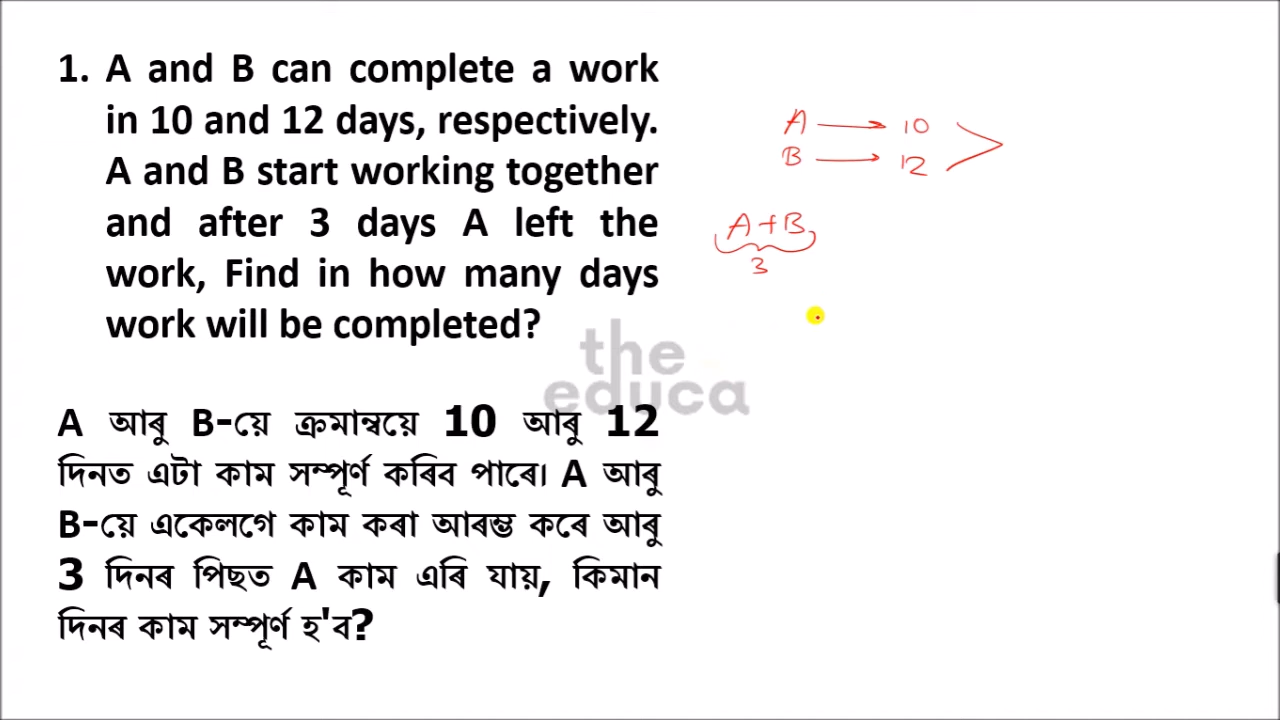 1. A and B can complete a work
in 10 and 12 days, respectively.
A and B start working together
and after 3 days A left the
work, Find in how many days
work will be completed?
A আৰু B-য়ে ক্ৰমান্বয়ে 10 আৰু 12
দিনত এটা কাম সম্পূৰ্ণ কৰিব পাৰে। A আৰু
B-য়ে একেলগে কাম কৰা আৰম্ভ কৰে আৰু
3 দিনৰ পিছত A কাম এৰি যায়, কিমান
দিনৰ কাম সম্পূৰ্ণ হ'ব?
A → 10
B → 12
A + B
3
the
educa